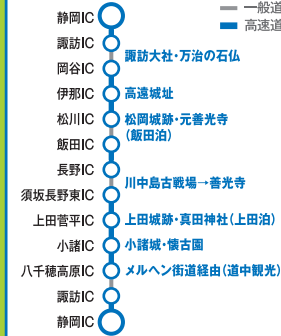 一般道
高速道
静岡IC
諏訪IC
諏訪大社・万治の石仏
岡谷IC
伊那IC 高遠城址
松川IC 松岡城跡・元善光寺
(飯田泊)
飯田IC
長野IC
川中島古戦場→善光寺
須坂長野東IC
上田菅平IC 上田城跡・真田神社(上田泊)
小諸IC 小諸城・懐古園
八千穂高原IC メルヘン街道経由(道中観光)
諏訪IC
静岡IC